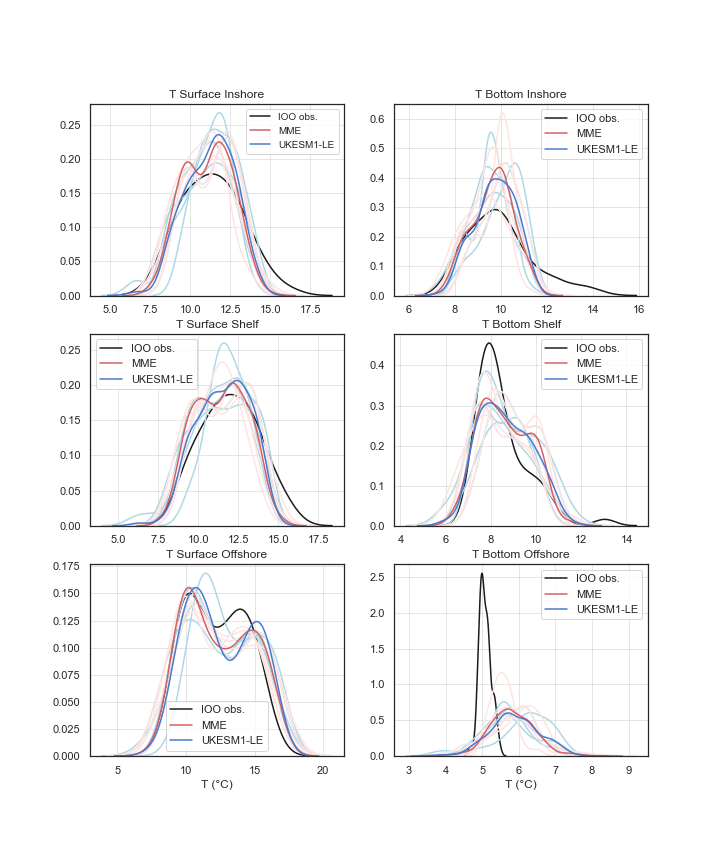 T Surface Inshore
0.25
0.20
0.15
0.10
0.05
0.00
5.0 7.5 10.0 12.5 15.0 17.5
IOO obs.
MME
UKESM1-LE
T Bottom Inshore
0.6
0.5
0.4
0.3
0.2
0.1
0.0
6 8 10 12 14 16
IOO obs.
MME
UKESM1-LE
T Surface Shelf
0.25
0.20
0.15
0.10
0.05
0.00
5.0 7.5 10.0 12.5 15.0 17.5
IOO obs.
MME
UKESM1-LE
T Bottom Shelf
0.4
0.3
0.2
0.1
0.0
4 6 8 10 12 14
IOO obs.
MME
UKESM1-LE
T Surface Offshore
0.175
0.150
0.125
0.100
0.075
0.050
0.025
0.000
5 10 15 20
T (°C)
IOO obs.
MME
UKESM1-LE
T Bottom Offshore
2.5
2.0
1.5
1.0
0.5
0.0
3 4 5 6 7 8 9
T (°C)
IOO obs.
MME
UKESM1-LE